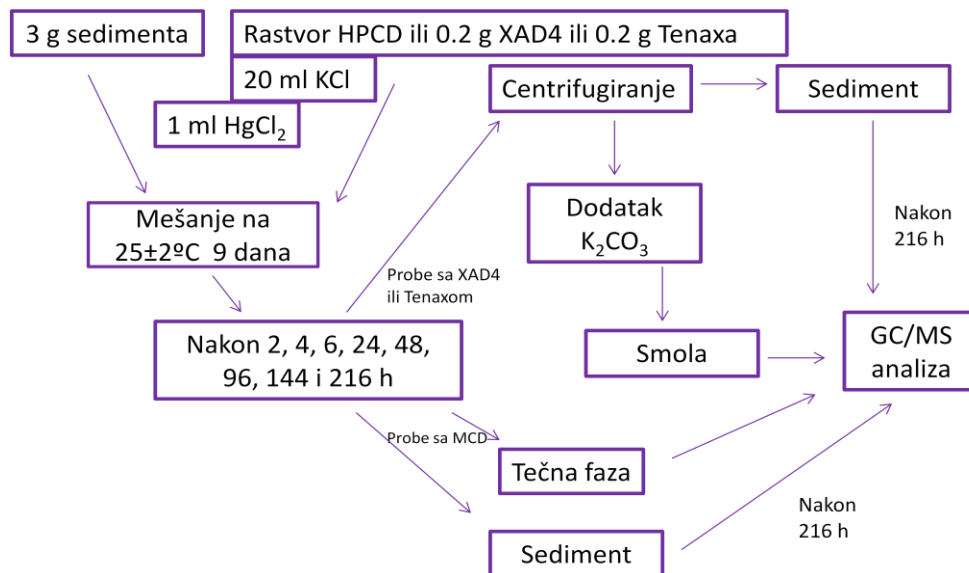 3 g sedimenta
Rastvor HPCD ili 0.2 g XAD4 ili 0.2 g Tenaxa
20 ml KCl
1 ml HgCl₂
Centrifugiranje
Sediment
Mešanje na
25±2ºC 9 dana
Dodatak
K₂CO₃
Nakon
216 h
Probe sa XAD4
ili Tenaxom
Nakon 2, 4, 6, 24, 48,
96, 144 i 216 h
Smola
GC/MS
analiza
Probe sa MCD
Tečna faza
Nakon
216 h
Sediment